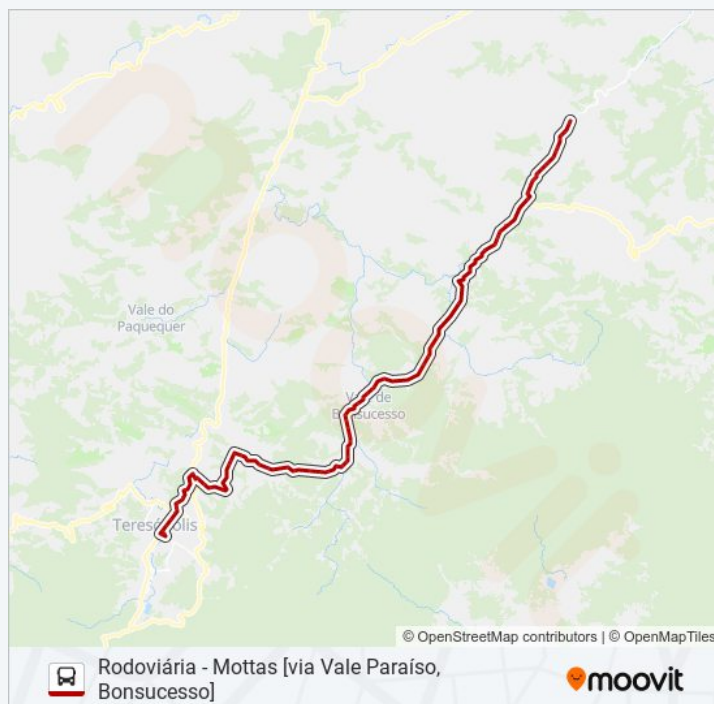 Vale do
Paquequer
Vale de
Bonsucesso
Teresópolis
© OpenStreetMap contributors | © OpenMapTiles
Rodoviária - Mottas [via Vale Paraíso,
Bonsucesso]
moovit